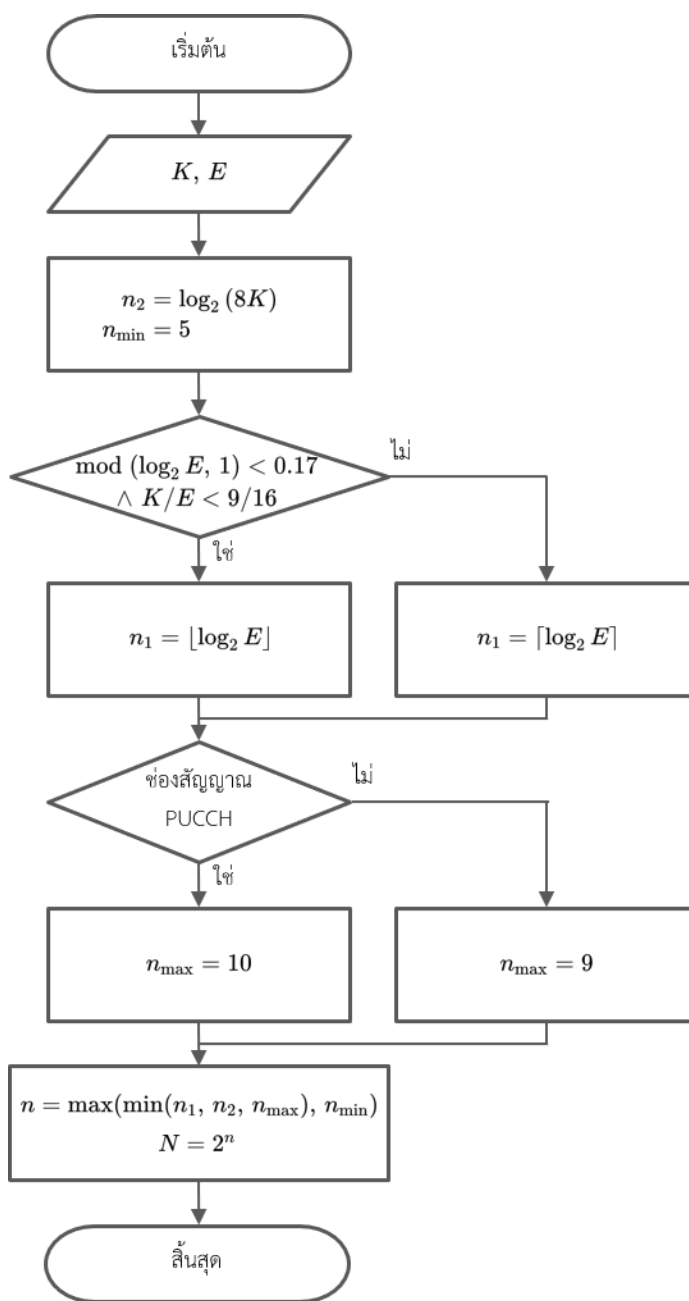 เริ่มต้น
K, E
n₂ = log₂ (8K)
n_min = 5
mod (log₂ E, 1) < 0.17
∧ K/E < 9/16
ไม่
ใช่
n₁ = ⌊log₂ E⌋
n₁ = ⌈log₂ E⌉
ช่องสัญญาณ
PUCCH
ไม่
ใช่
n_max = 10
n_max = 9
n = max(min(n₁, n₂, n_max), n_min)
N = 2ⁿ
สิ้นสุด